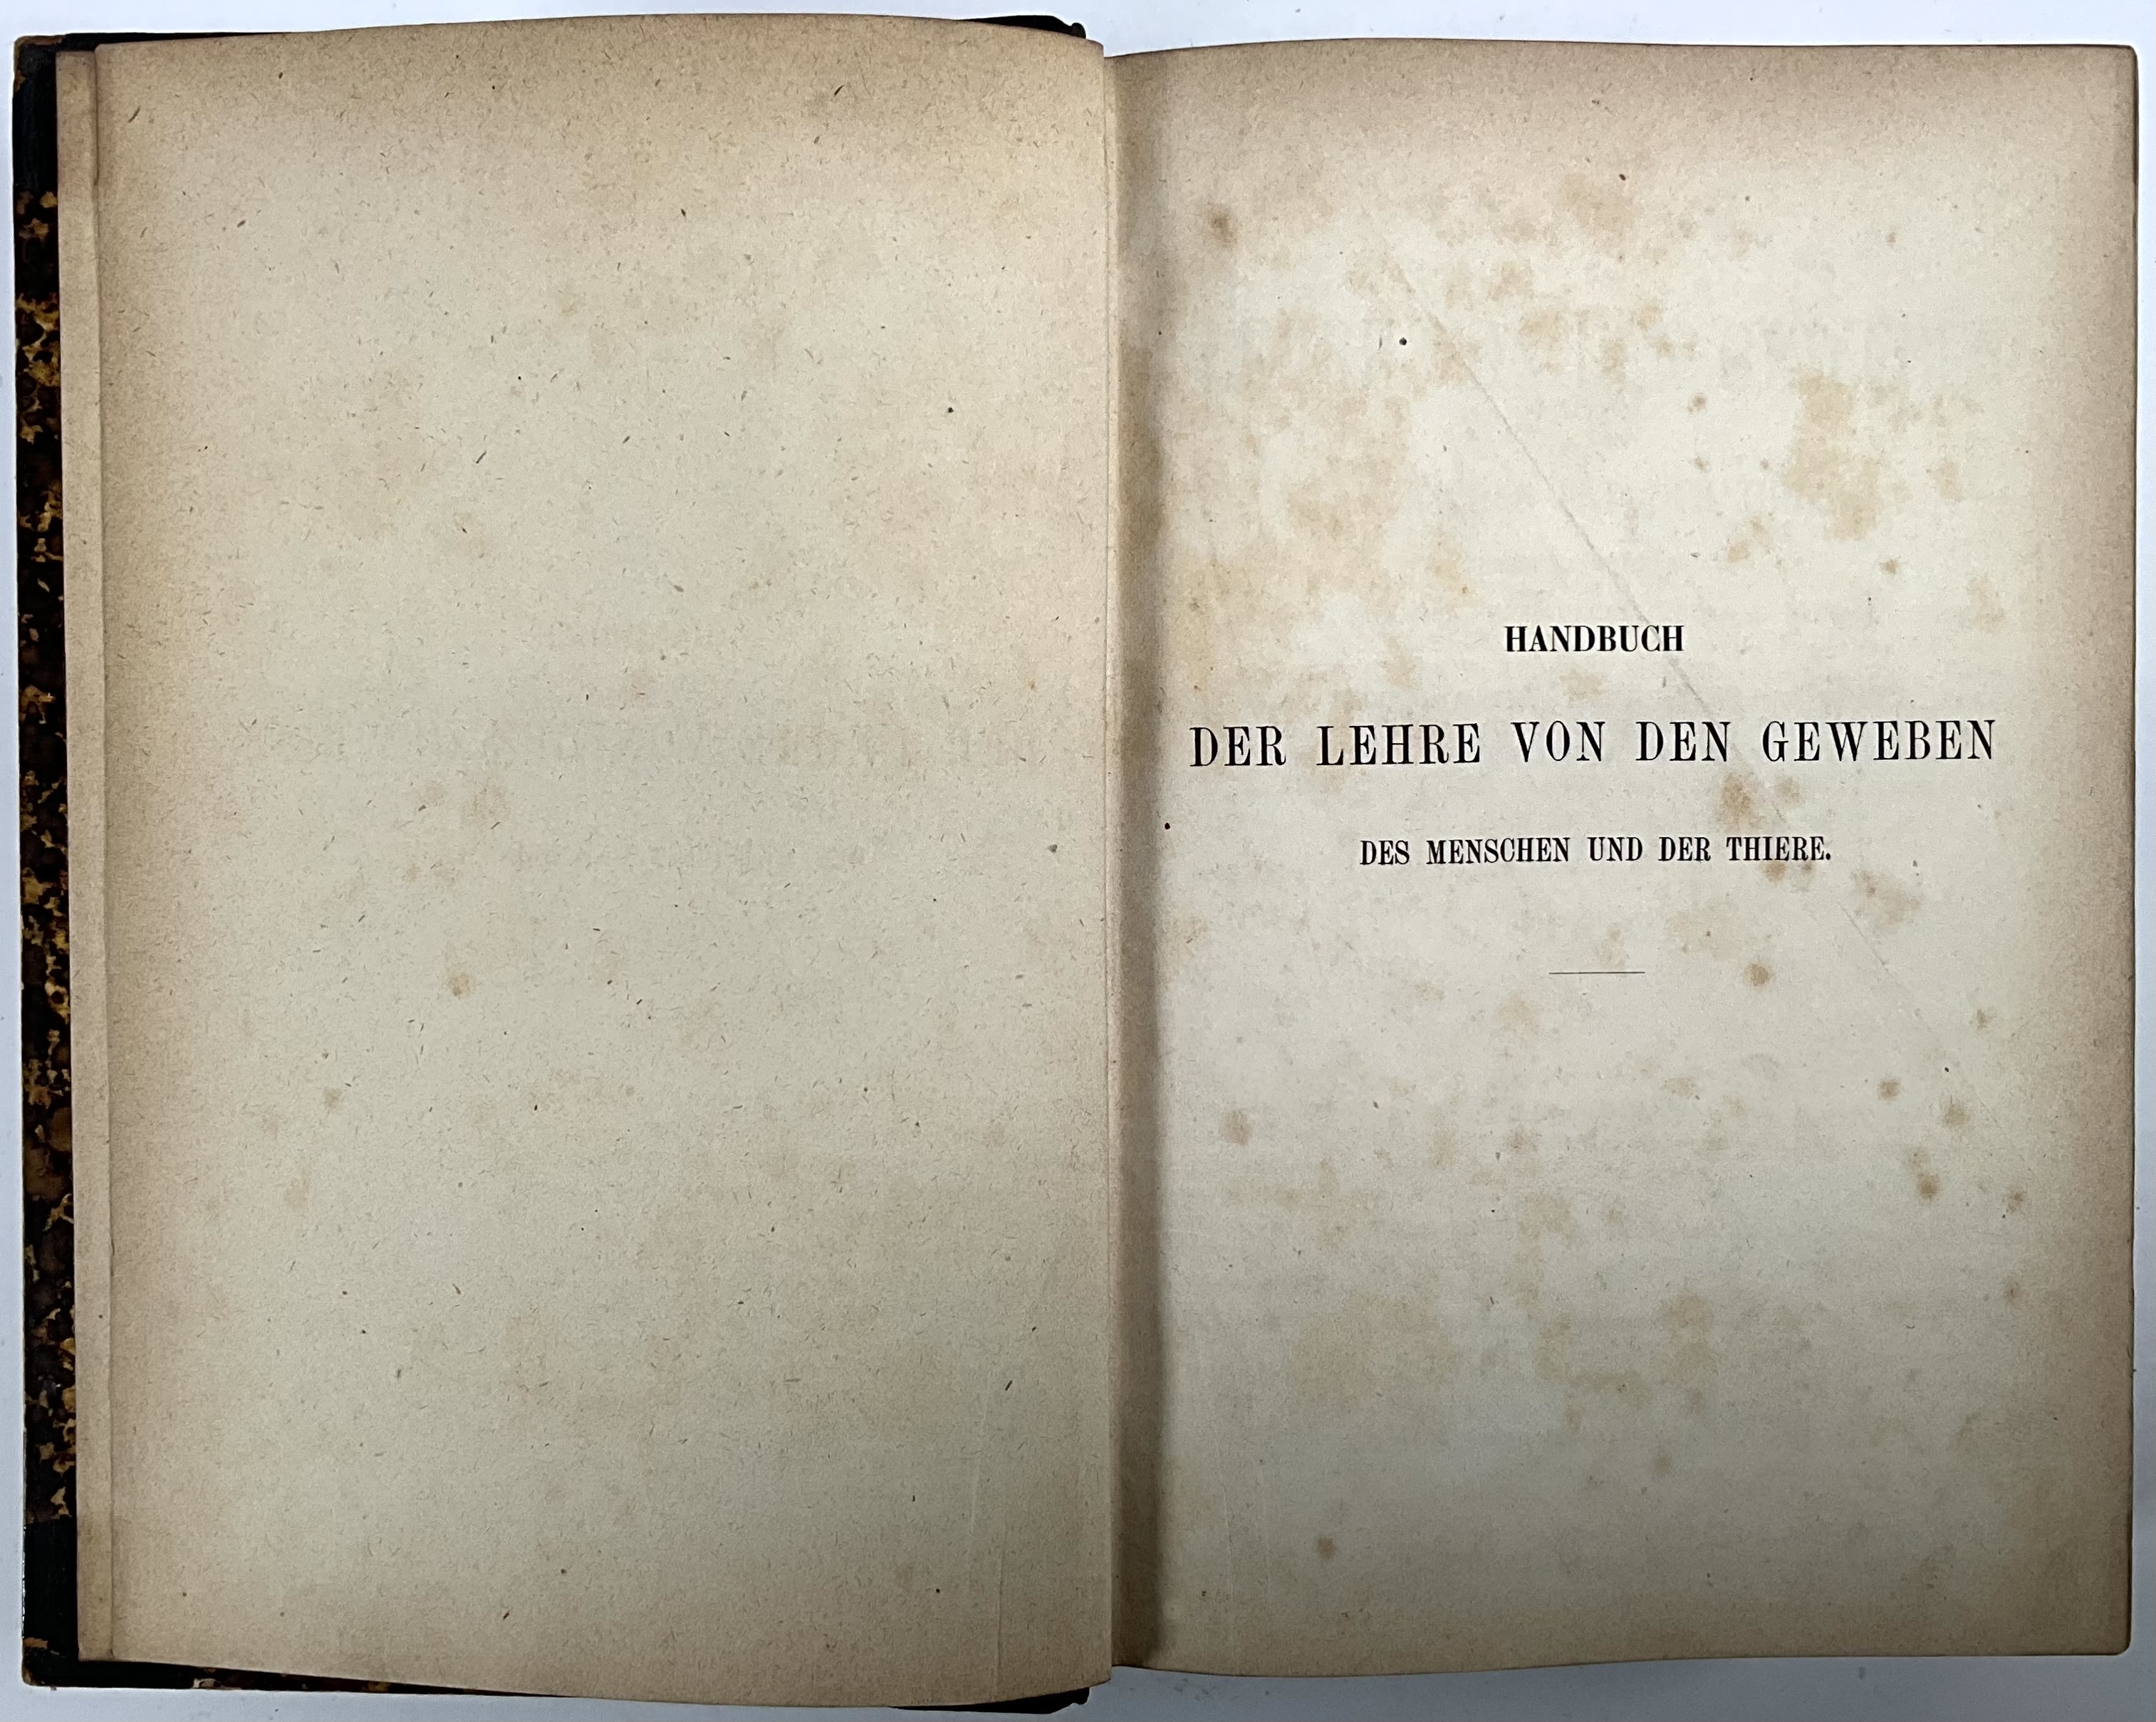 HANDBUCH
DER LEHRE VON DEN GEWEBEN
DES MENSCHEN UND DER THIERE.